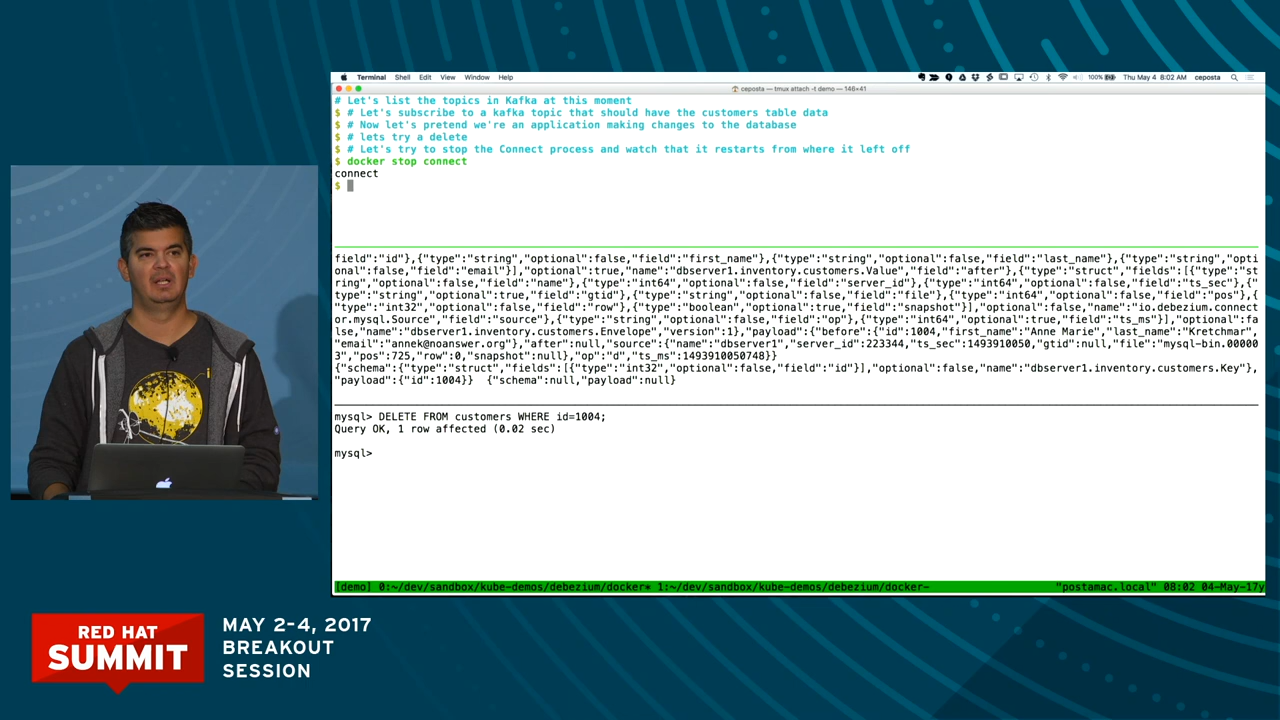 Terminal Shell Edit View Window Help 100% Thu May 4 8:02 AM ceposta
ceposta — tmux attach -t demo — 146×41
# Let's list the topics in Kafka at this moment
$ # Let's subscribe to a kafka topic that should have the customers table data
$ # Now let's pretend we're an application making changes to the database
$ # lets try a delete
$ # Let's try to stop the Connect process and watch that it restarts from where it left off
$ docker stop connect
connect
$
field":"id"},{"type":"string","optional":false,"field":"first_name"},{"type":"string","optional":false,"field":"last_name"},{"type":"string","opti
onal":false,"field":"email"}],"optional":true,"name":"dbserver1.inventory.customers.Value","field":"after"},{"type":"struct","fields":[{"type":"st
ring","optional":false,"field":"name"},{"type":"int64","optional":false,"field":"server_id"},{"type":"int64","optional":false,"field":"ts_sec"},{"
type":"string","optional":true,"field":"gtid"},{"type":"string","optional":false,"field":"file"},{"type":"int64","optional":false,"field":"pos"},{
"type":"int32","optional":false,"field":"row"},{"type":"boolean","optional":true,"field":"snapshot"}],"optional":false,"name":"io.debezium.connect
or.mysql.Source","field":"source"},{"type":"string","optional":false,"field":"op"},{"type":"int64","optional":true,"field":"ts_ms"}],"optional":fa
lse,"name":"dbserver1.inventory.customers.Envelope","version":1},"payload":{"before":{"id":1004,"first_name":"Anne Marie","last_name":"Kretchmar",
"email":"annek@noanswer.org"},"after":null,"source":{"name":"dbserver1","server_id":223344,"ts_sec":1493910050,"gtid":null,"file":"mysql-bin.00000
3","pos":725,"row":0,"snapshot":null},"op":"d","ts_ms":1493910050748}}
{"schema":{"type":"struct","fields":[{"type":"int32","optional":false,"field":"id"}],"optional":false,"name":"dbserver1.inventory.customers.Key"},
"payload":{"id":1004}} {"schema":null,"payload":null}
mysql> DELETE FROM customers WHERE id=1004;
Query OK, 1 row affected (0.02 sec)
mysql>
[demo] 0:~/dev/sandbox/kube-demos/debezium/docker* 1:~/dev/sandbox/kube-demos/debezium/docker- "postamac.local" 08:02 04-May-17
RED HAT
SUMMIT
MAY 2-4, 2017
BREAKOUT
SESSION